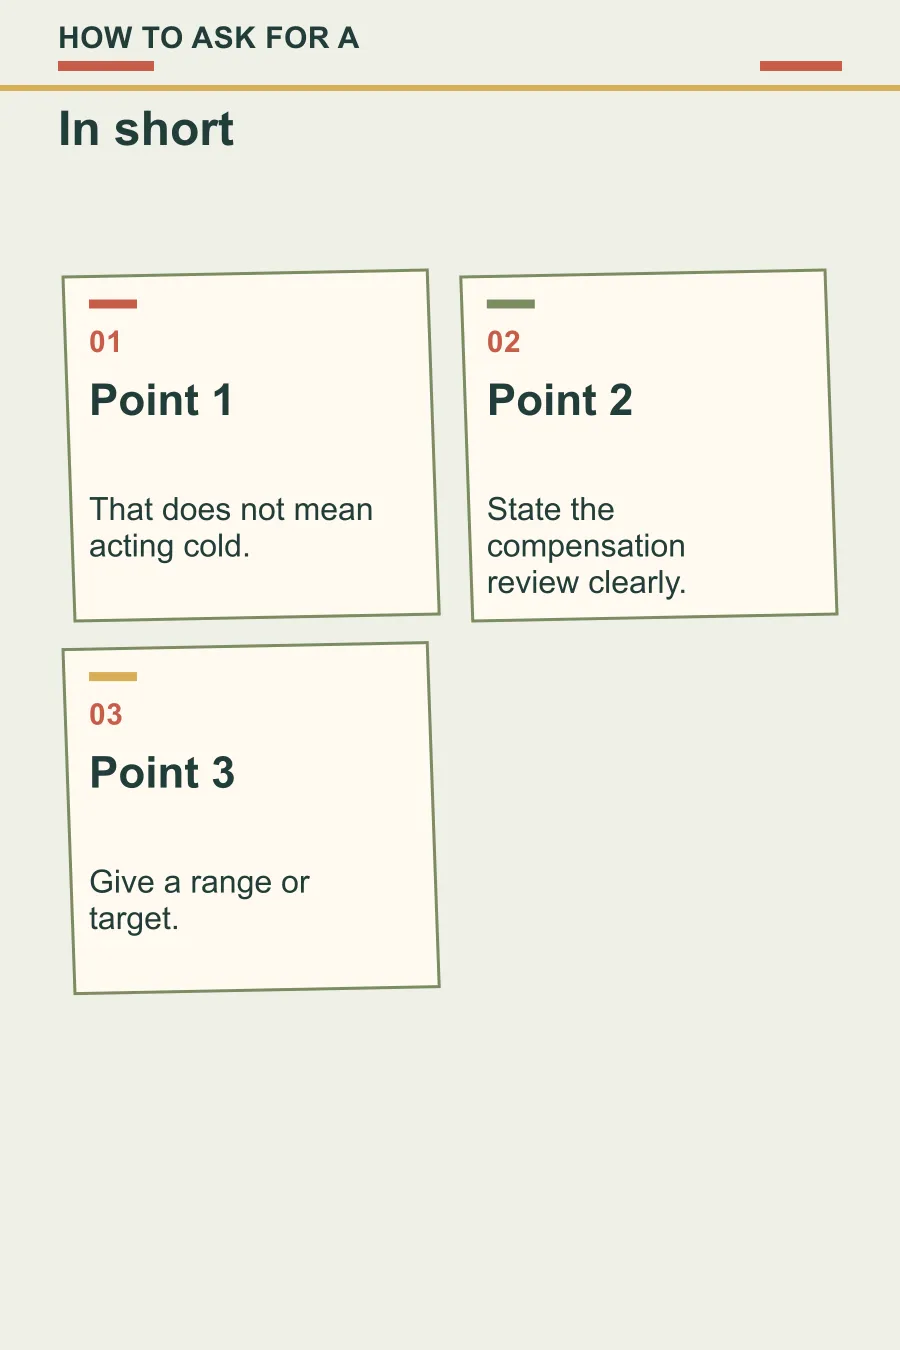 HOW TO ASK FOR A
In short
01
Point 1
That does not mean
acting cold.
02
Point 2
State the
compensation
review clearly.
03
Point 3
Give a range or
target.